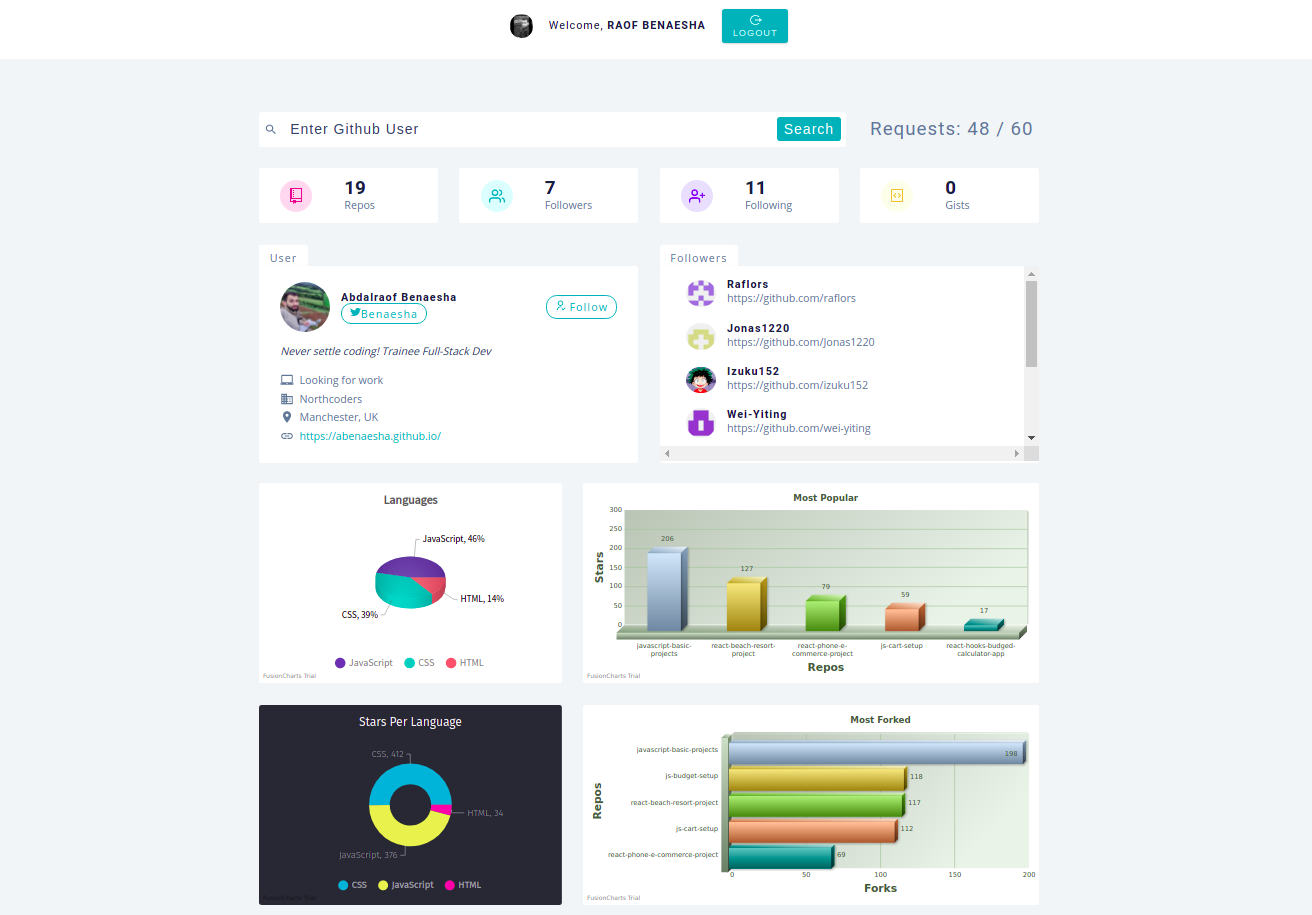 Welcome, RAOF BENAESHA
LOGOUT
Enter Github User
Search
Requests: 48 / 60
19
Repos
7
Followers
11
Following
0
Gists
User
Abdalraof Benaesha
Benaesha
Follow
Never settle coding! Trainee Full-Stack Dev
Looking for work
Northcoders
Manchester, UK
https://abenaesha.github.io/
Followers
Raflors
https://github.com/raflors
Jonas1220
https://github.com/Jonas1220
Izuku152
https://github.com/izuku152
Wei-Yiting
https://github.com/wei-yiting
Languages
JavaScript, 46%
HTML, 14%
CSS, 39%
JavaScript
CSS
HTML
FusionCharts Trial
Most Popular
Stars
300
250
200
150
100
50
0
206
127
79
59
17
javascript-basic-
projects
react-beach-resort-
project
react-phone-e-
commerce-project
js-cart-setup
react-hooks-budged-
calculator-app
Repos
FusionCharts Trial
Stars Per Language
CSS, 412
HTML, 34
JavaScript, 376
CSS
JavaScript
HTML
FusionCharts Trial
Most Forked
Repos
javascript-basic-projects
198
js-budget-setup
118
react-beach-resort-project
117
js-cart-setup
112
react-phone-e-commerce-project
69
0
50
100
150
200
Forks
FusionCharts Trial